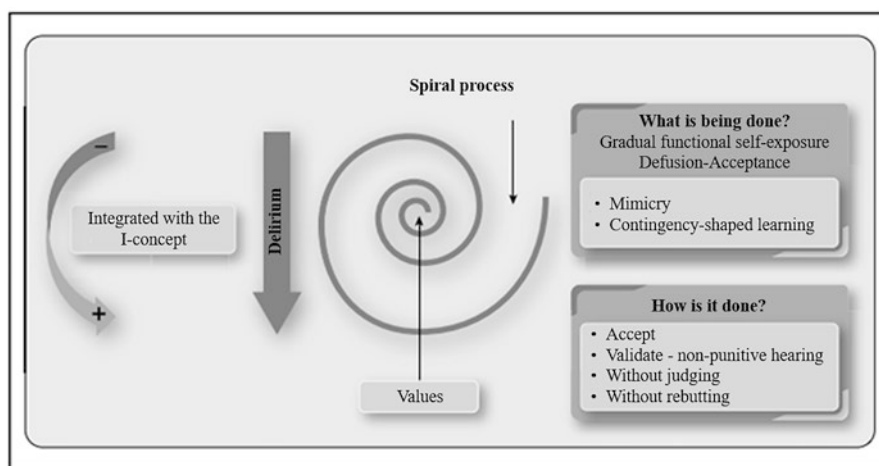 Spiral process
–
Integrated with the
I-concept
+
Delirium
Values
What is being done?
Gradual functional self-exposure
Defusion-Acceptance
• Mimicry
• Contingency-shaped learning
How is it done?
• Accept
• Validate - non-punitive hearing
• Without judging
• Without rebutting